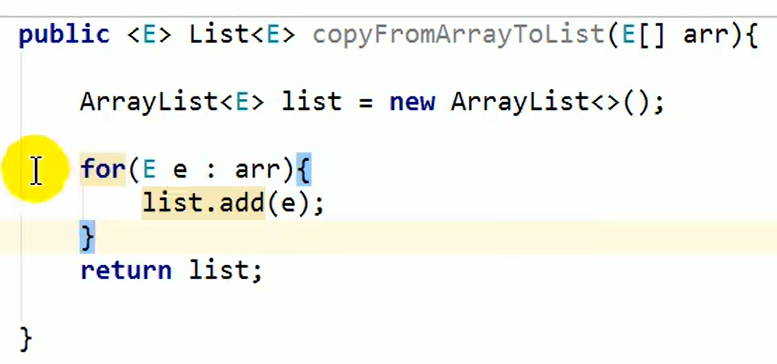 public <E> List<E> copyFromArrayToList(E[] arr){
ArrayList<E> list = new ArrayList<>();
for(E e : arr){
list.add(e);
}
return list;
}